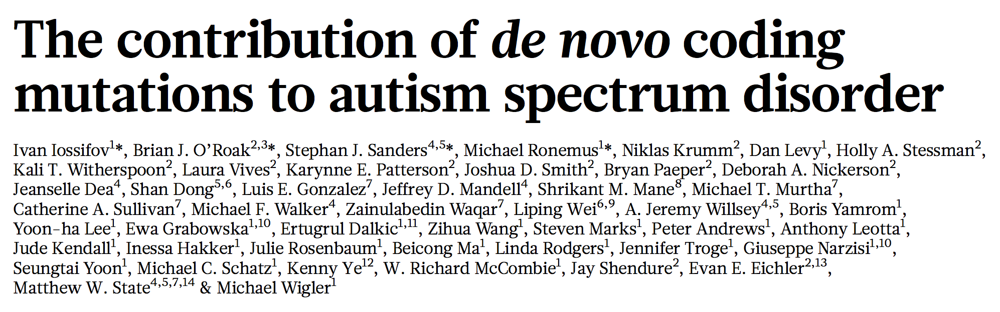 The contribution of de novo coding
mutations to autism spectrum disorder
Ivan Iossifov¹*, Brian J. O’Roak²,³*, Stephan J. Sanders⁴,⁵*, Michael Ronemus¹*, Niklas Krumm², Dan Levy¹, Holly A. Stessman²,
Kali T. Witherspoon², Laura Vives², Karynne E. Patterson², Joshua D. Smith², Bryan Paeper², Deborah A. Nickerson²,
Jeanselle Dea⁴, Shan Dong⁵,⁶, Luis E. Gonzalez⁷, Jeffrey D. Mandell⁴, Shrikant M. Mane⁸, Michael T. Murtha⁷,
Catherine A. Sullivan⁷, Michael F. Walker⁴, Zainulabedin Waqar⁷, Liping Wei⁶,⁹, A. Jeremy Willsey⁴,⁵, Boris Yamrom¹,
Yoon-ha Lee¹, Ewa Grabowska¹,¹⁰, Ertugrul Dalkic¹,¹¹, Zihua Wang¹, Steven Marks¹, Peter Andrews¹, Anthony Leotta¹,
Jude Kendall¹, Inessa Hakker¹, Julie Rosenbaum¹, Beicong Ma¹, Linda Rodgers¹, Jennifer Troge¹, Giuseppe Narzisi¹,¹⁰,
Seungtai Yoon¹, Michael C. Schatz¹, Kenny Ye¹², W. Richard McCombie¹, Jay Shendure², Evan E. Eichler²,¹³,
Matthew W. State⁴,⁵,⁷,¹⁴ & Michael Wigler¹